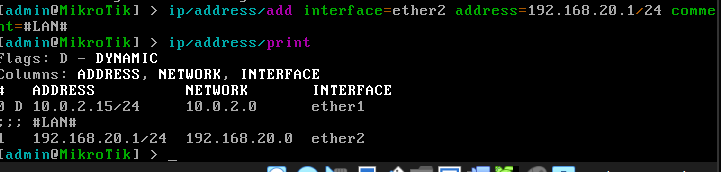 [admin@MikroTik] > ip/address/add interface=ether2 address=192.168.20.1/24 comme
nt=#LAN#
[admin@MikroTik] > ip/address/print
Flags: D - DYNAMIC
Columns: ADDRESS, NETWORK, INTERFACE
# ADDRESS NETWORK INTERFACE
0 D 10.0.2.15/24 10.0.2.0 ether1
;;; #LAN#
1 192.168.20.1/24 192.168.20.0 ether2
[admin@MikroTik] > _